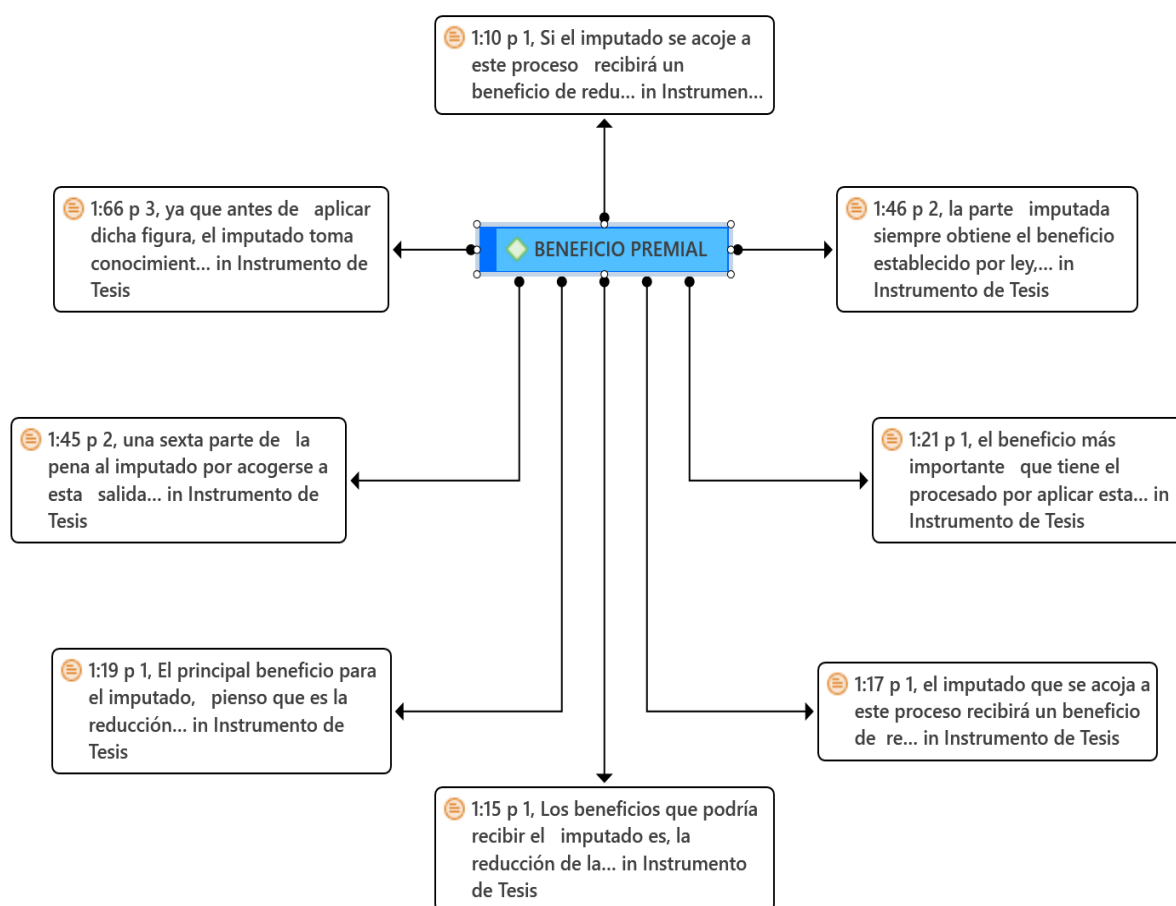 1:10 p 1, Si el imputado se acoje a
este proceso recibirá un
beneficio de redu... in Instrumen...
1:66 p 3, ya que antes de aplicar
dicha figura, el imputado toma
conocimient... in Instrumento de
Tesis
BENEFICIO PREMIAL
1:46 p 2, la parte imputada
siempre obtiene el beneficio
establecido por ley,... in
Instrumento de Tesis
1:45 p 2, una sexta parte de la
pena al imputado por acogerse a
esta salida... in Instrumento de
Tesis
1:21 p 1, el beneficio más
importante que tiene el
procesado por aplicar esta... in
Instrumento de Tesis
1:19 p 1, El principal beneficio para
el imputado, pienso que es la
reducción... in Instrumento de
Tesis
1:17 p 1, el imputado que se acoja a
este proceso recibirá un beneficio
de re... in Instrumento de Tesis
1:15 p 1, Los beneficios que podría
recibir el imputado es, la
reducción de la... in Instrumento
de Tesis